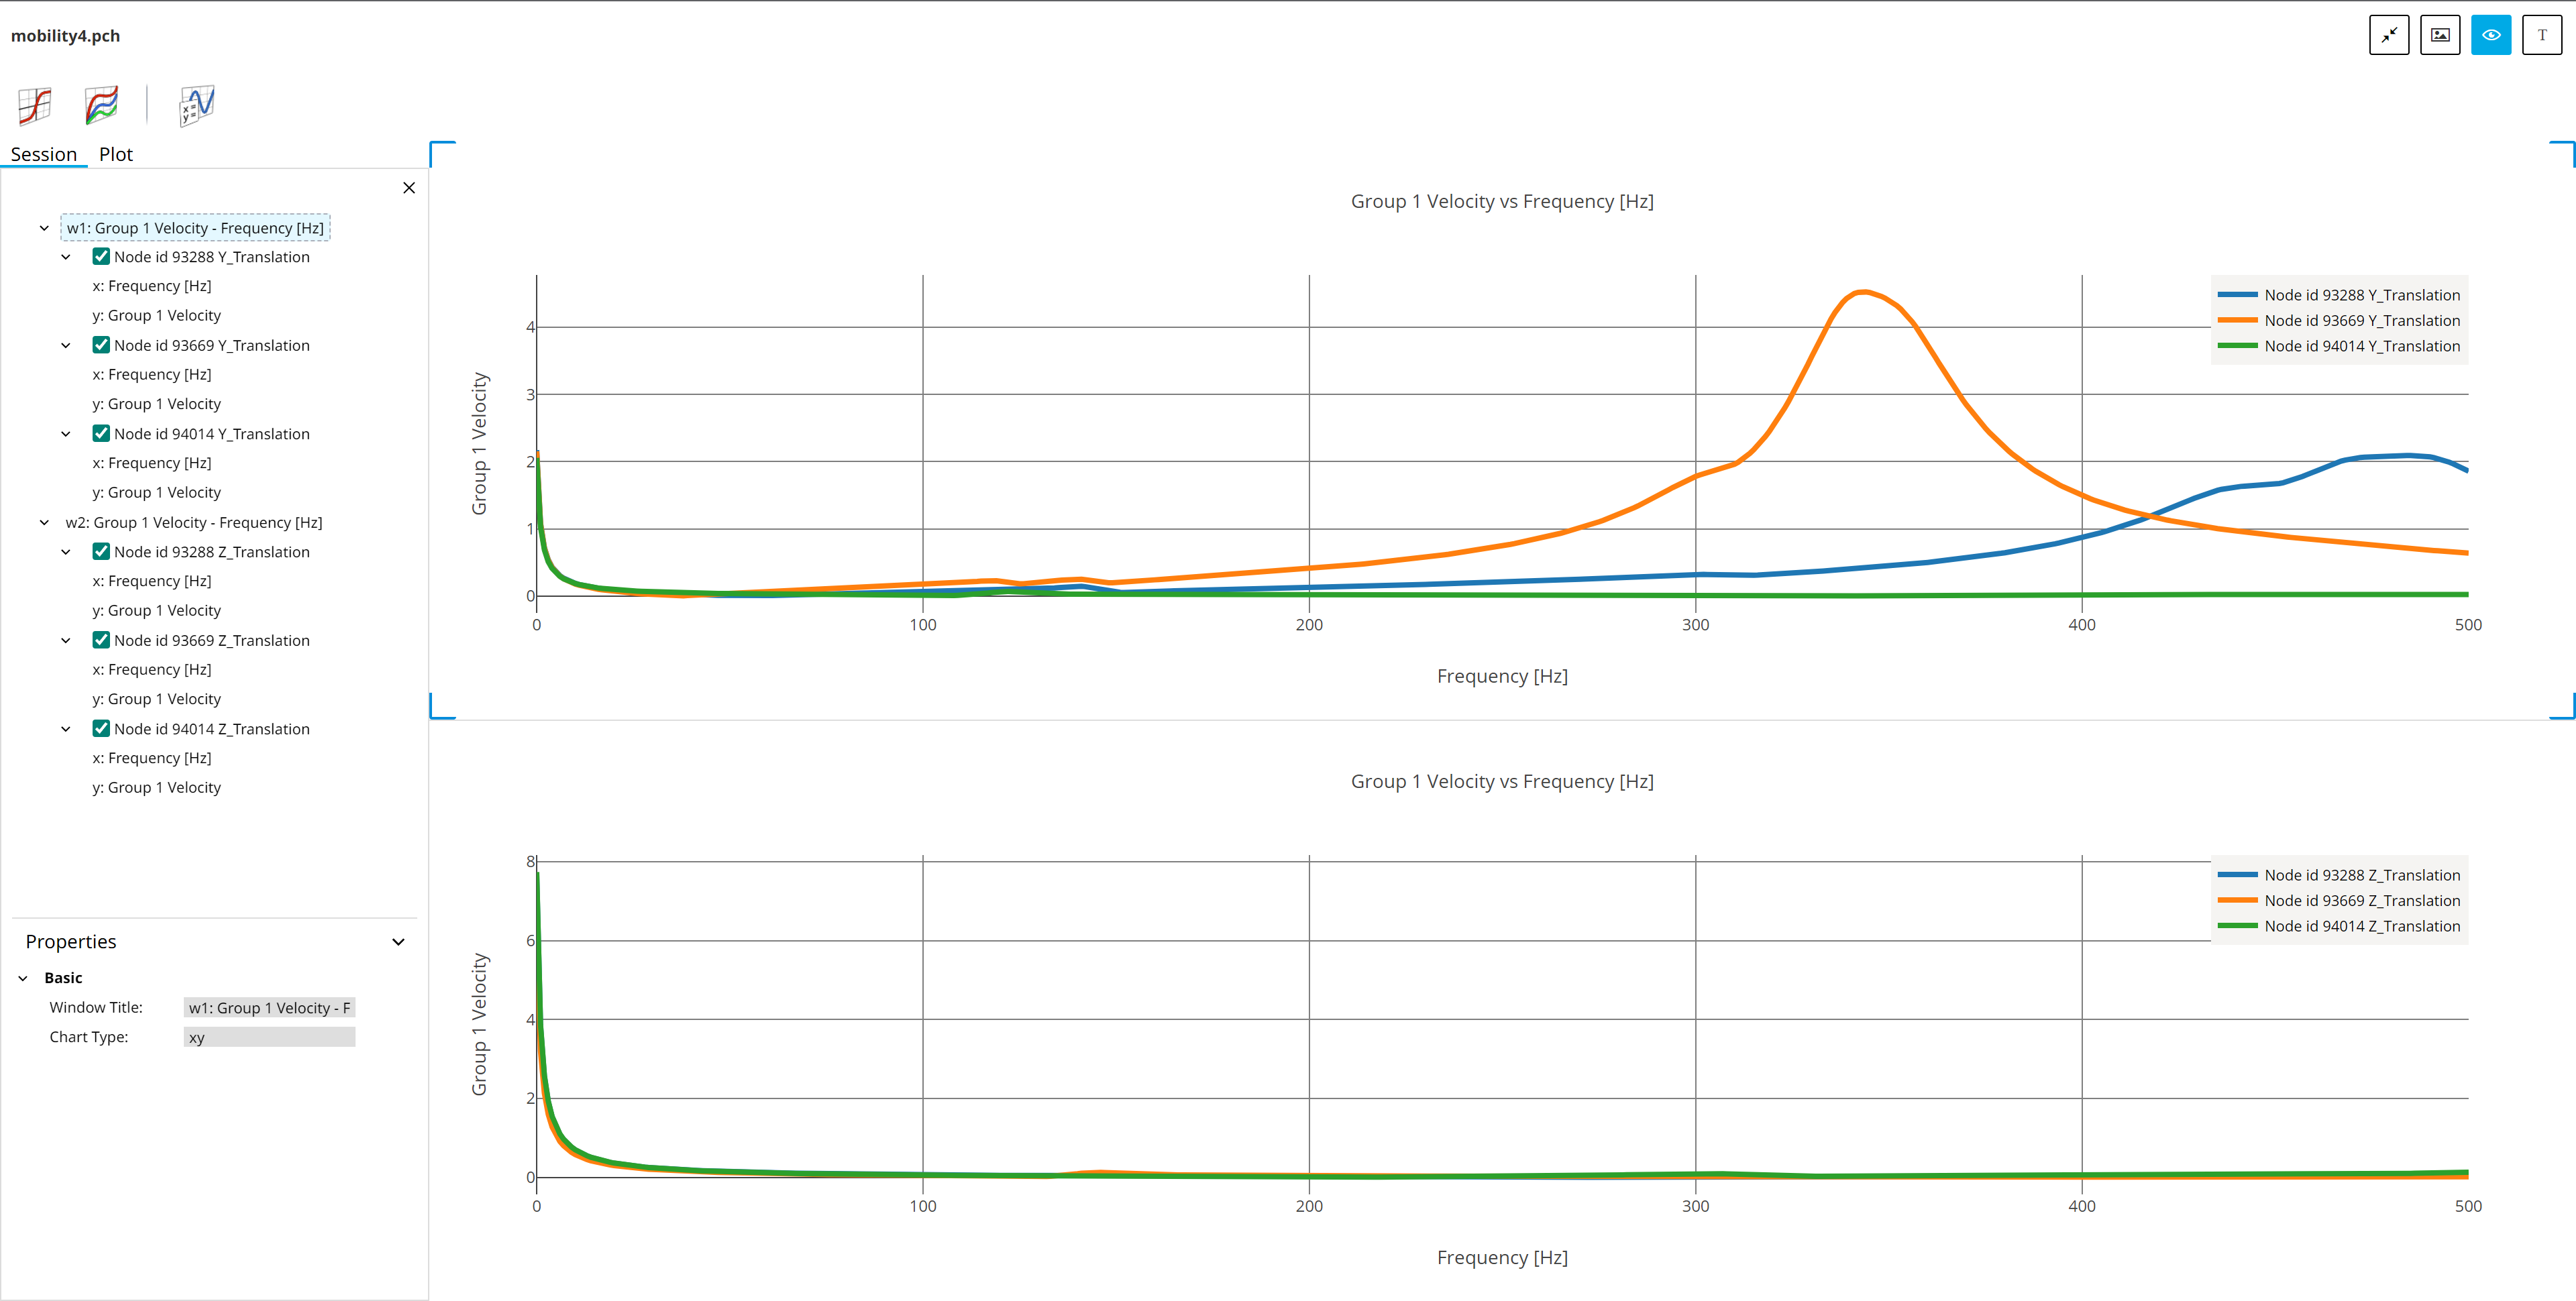 mobility4.pch
T
x =
y =
Session Plot
w1: Group 1 Velocity - Frequency [Hz]
Node id 93288 Y_Translation
x: Frequency [Hz]
y: Group 1 Velocity
Node id 93669 Y_Translation
x: Frequency [Hz]
y: Group 1 Velocity
Node id 94014 Y_Translation
x: Frequency [Hz]
y: Group 1 Velocity
w2: Group 1 Velocity - Frequency [Hz]
Node id 93288 Z_Translation
x: Frequency [Hz]
y: Group 1 Velocity
Node id 93669 Z_Translation
x: Frequency [Hz]
y: Group 1 Velocity
Node id 94014 Z_Translation
x: Frequency [Hz]
y: Group 1 Velocity
Properties
Basic
Window Title: w1: Group 1 Velocity - F
Chart Type: xy
Group 1 Velocity vs Frequency [Hz]
Group 1 Velocity
4
3
2
1
0
0 100 200 300 400 500
Frequency [Hz]
Node id 93288 Y_Translation
Node id 93669 Y_Translation
Node id 94014 Y_Translation
Group 1 Velocity vs Frequency [Hz]
Group 1 Velocity
8
6
4
2
0
0 100 200 300 400 500
Frequency [Hz]
Node id 93288 Z_Translation
Node id 93669 Z_Translation
Node id 94014 Z_Translation